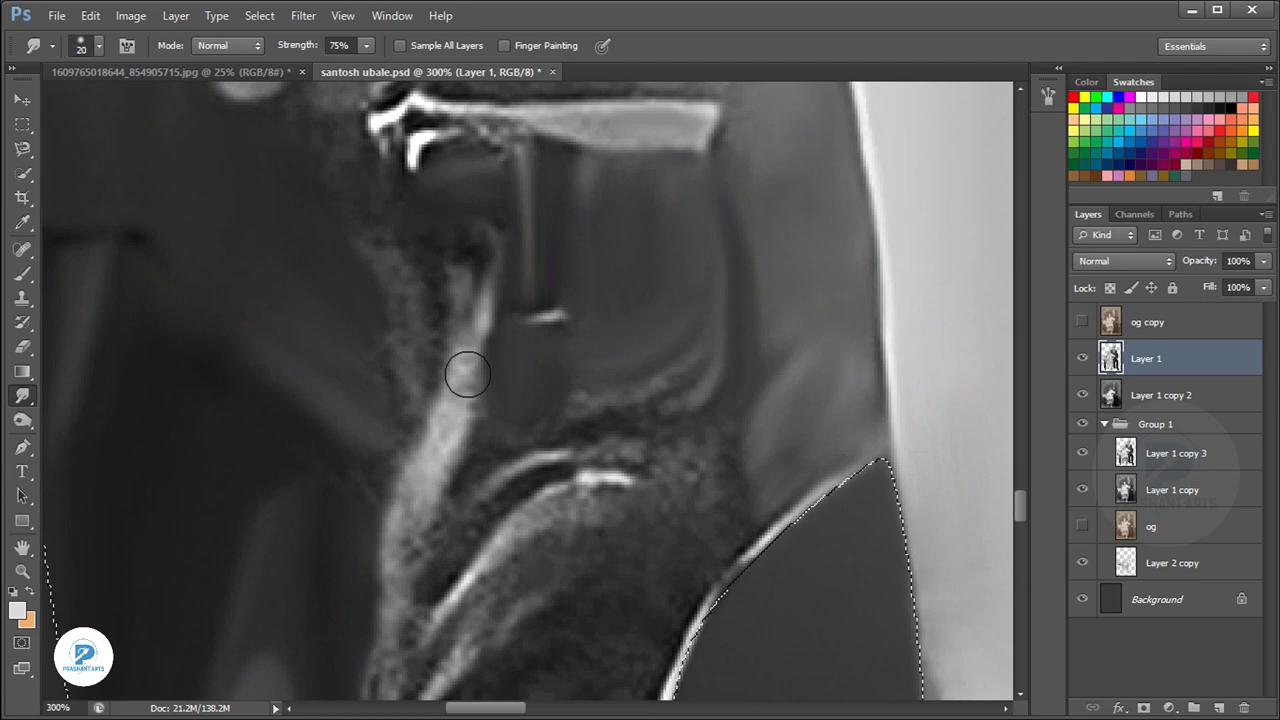 Ps File Edit Image Layer Type Select Filter View Window Help
20 Mode: Normal Strength: 75% Sample All Layers Finger Painting Essentials
1609765018644_854905715.jpg @ 25% (RGB/8#) * × santosh ubale.psd @ 300% (Layer 1, RGB/8) * ×
Color Swatches
Layers Channels Paths
Kind
Normal Opacity: 100%
Lock: Fill: 100%
og copy
Layer 1
Layer 1 copy 2
Group 1
Layer 1 copy 3
Layer 1 copy
og
Layer 2 copy
Background
PRASHANT ARTS
300% Doc: 21.2M/138.2M